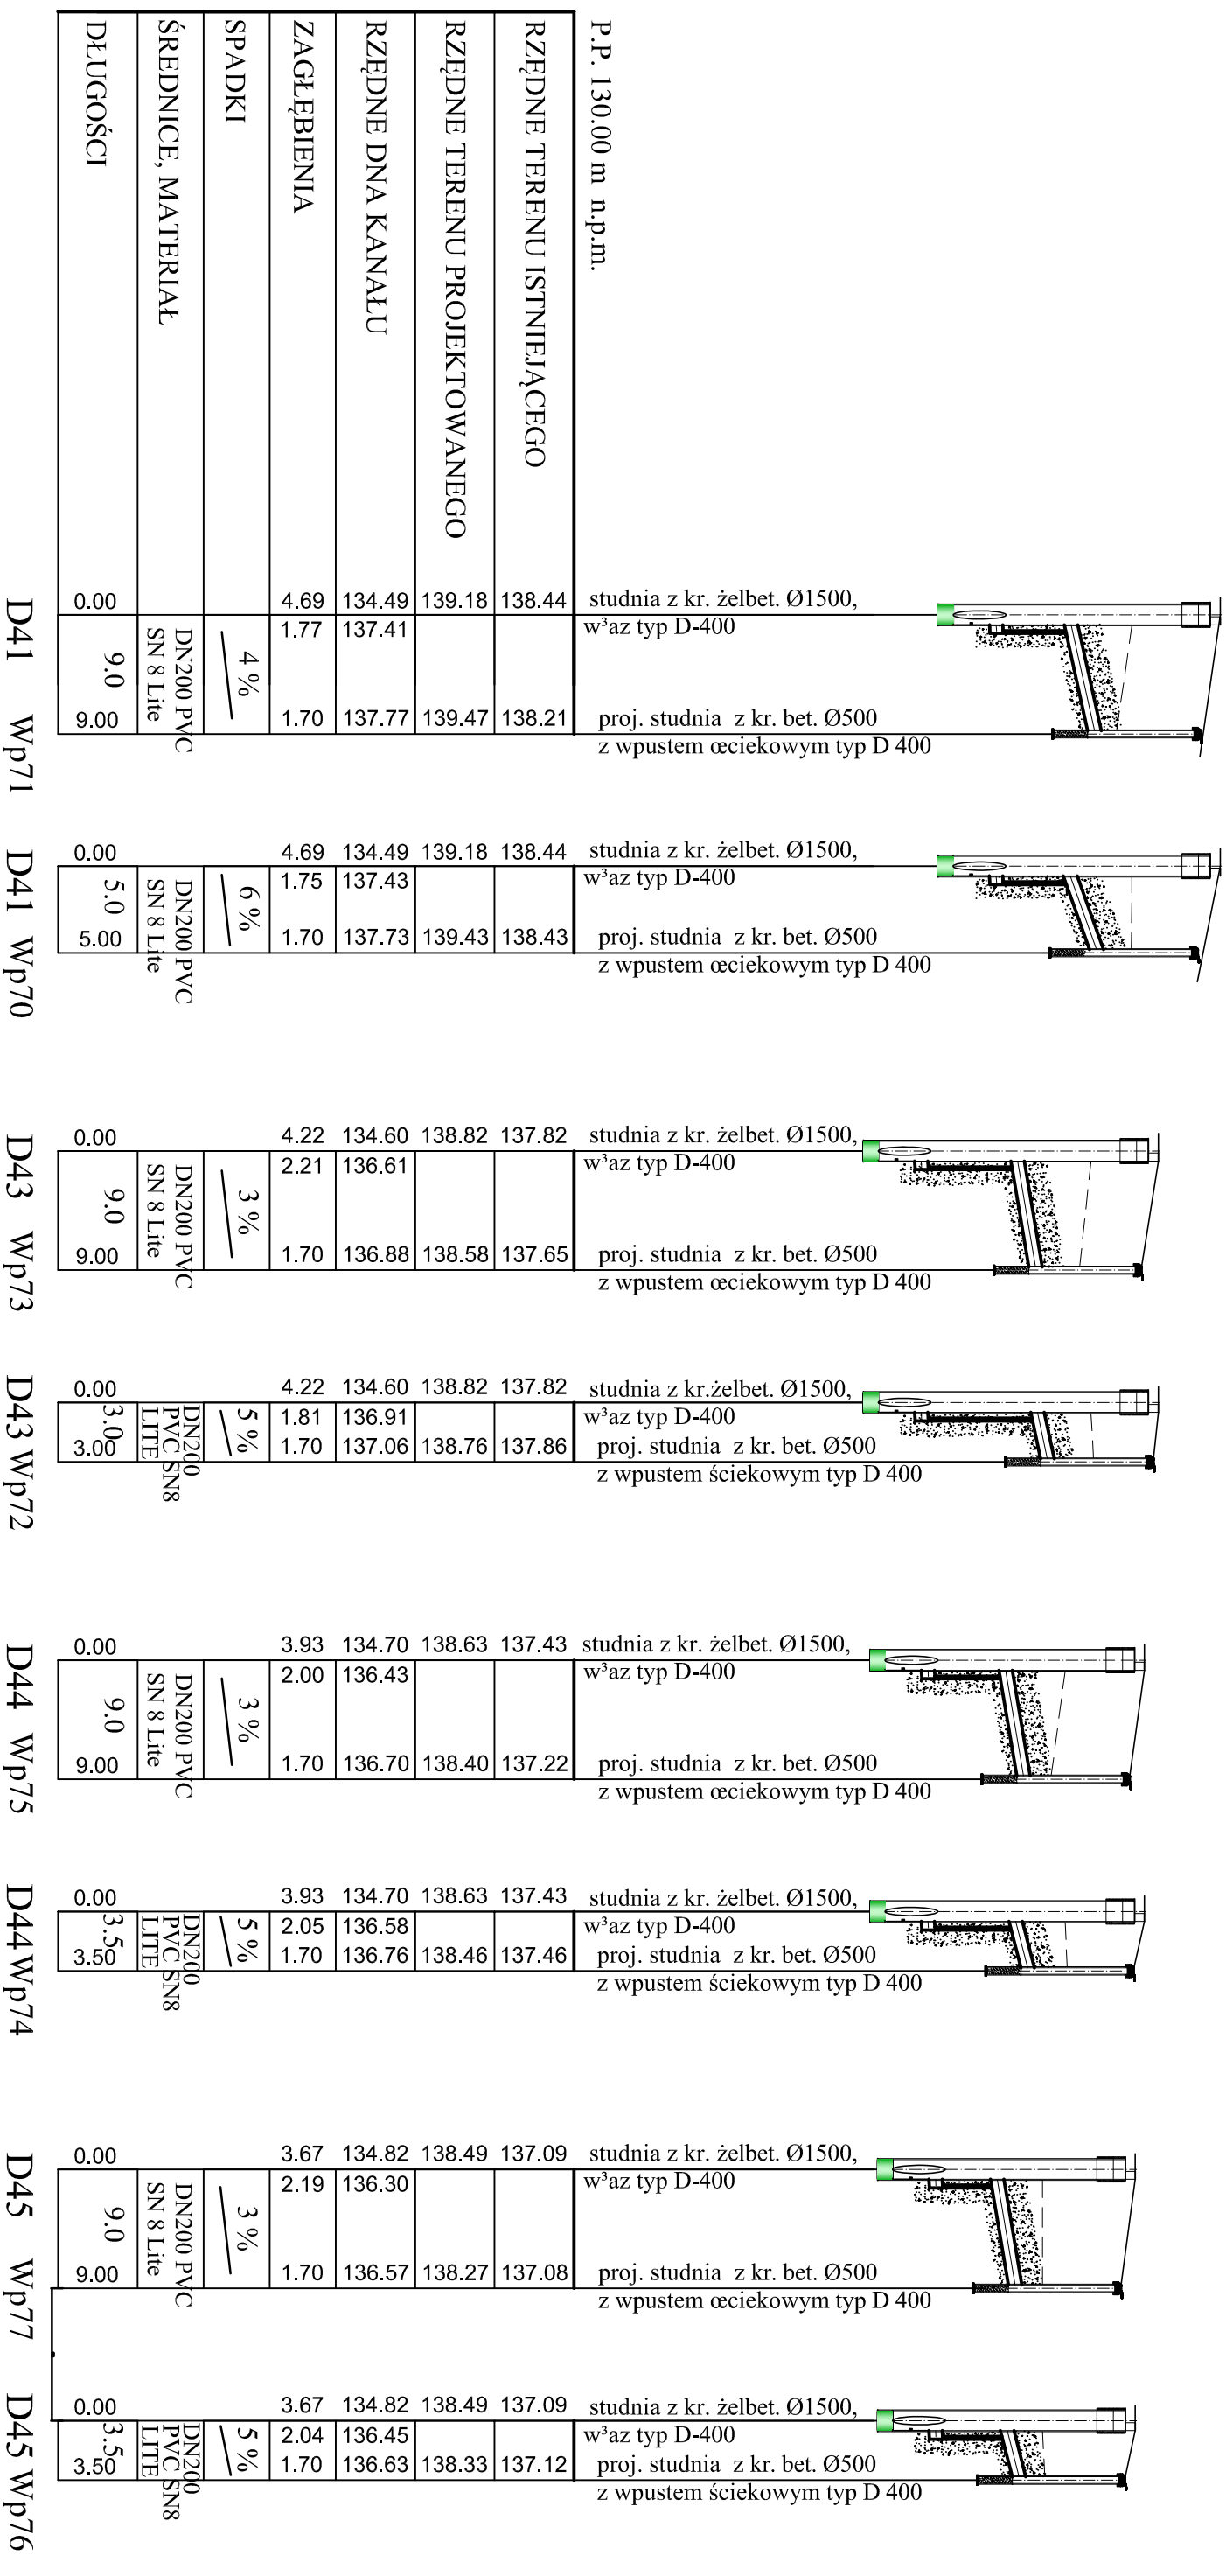 P.P. 130.00 m n.p.m.
RZĘDNE TERENU ISTNIEJĄCEGO
RZĘDNE TERENU PROJEKTOWANEGO
RZĘDNE DNA KANAŁU
ZAGŁĘBIENIA
SPADKI
ŚREDNICE, MATERIAŁ
DŁUGOŚCI
0.00 4.69 134.49 139.18 138.44 studnia z kr. żelbet. Ø1500,
1.77 137.41 w³az typ D-400
4 %
DN200 PVC
SN 8 Lite
9.0
9.00 1.70 137.77 139.47 138.21 proj. studnia z kr. bet. Ø500
z wpustem œciekowym typ D 400
D41 Wp71
0.00 4.69 134.49 139.18 138.44 studnia z kr. żelbet. Ø1500,
1.75 137.43 w³az typ D-400
6 %
DN200 PVC
SN 8 Lite
5.0
5.00 1.70 137.73 139.43 138.43 proj. studnia z kr. bet. Ø500
z wpustem œciekowym typ D 400
D41 Wp70
0.00 4.22 134.60 138.82 137.82 studnia z kr. żelbet. Ø1500,
2.21 136.61 w³az typ D-400
3 %
DN200 PVC
SN 8 Lite
9.0
9.00 1.70 136.88 138.58 137.65 proj. studnia z kr. bet. Ø500
z wpustem œciekowym typ D 400
D43 Wp73
0.00 4.22 134.60 138.82 137.82 studnia z kr.żelbet. Ø1500,
1.81 136.91 w³az typ D-400
5 %
DN200
PVC SN8
LITE
3.0
3.00 1.70 137.06 138.76 137.86 proj. studnia z kr. bet. Ø500
z wpustem ściekowym typ D 400
D43 Wp72
0.00 3.93 134.70 138.63 137.43 studnia z kr. żelbet. Ø1500,
2.00 136.43 w³az typ D-400
3 %
DN200 PVC
SN 8 Lite
9.0
9.00 1.70 136.70 138.40 137.22 proj. studnia z kr. bet. Ø500
z wpustem œciekowym typ D 400
D44 Wp75
0.00 3.93 134.70 138.63 137.43 studnia z kr. żelbet. Ø1500,
2.05 136.58 w³az typ D-400
5 %
DN200
PVC SN8
LITE
3.5
3.50 1.70 136.76 138.46 137.46 proj. studnia z kr. bet. Ø500
z wpustem ściekowym typ D 400
D44 Wp74
0.00 3.67 134.82 138.49 137.09 studnia z kr. żelbet. Ø1500,
2.19 136.30 w³az typ D-400
3 %
DN200 PVC
SN 8 Lite
9.0
9.00 1.70 136.57 138.27 137.08 proj. studnia z kr. bet. Ø500
z wpustem œciekowym typ D 400
D45 Wp77
0.00 3.67 134.82 138.49 137.09 studnia z kr. żelbet. Ø1500,
2.04 136.45 w³az typ D-400
5 %
DN200
PVC SN8
LITE
3.5
3.50 1.70 136.63 138.33 137.12 proj. studnia z kr. bet. Ø500
z wpustem ściekowym typ D 400
D45 Wp76